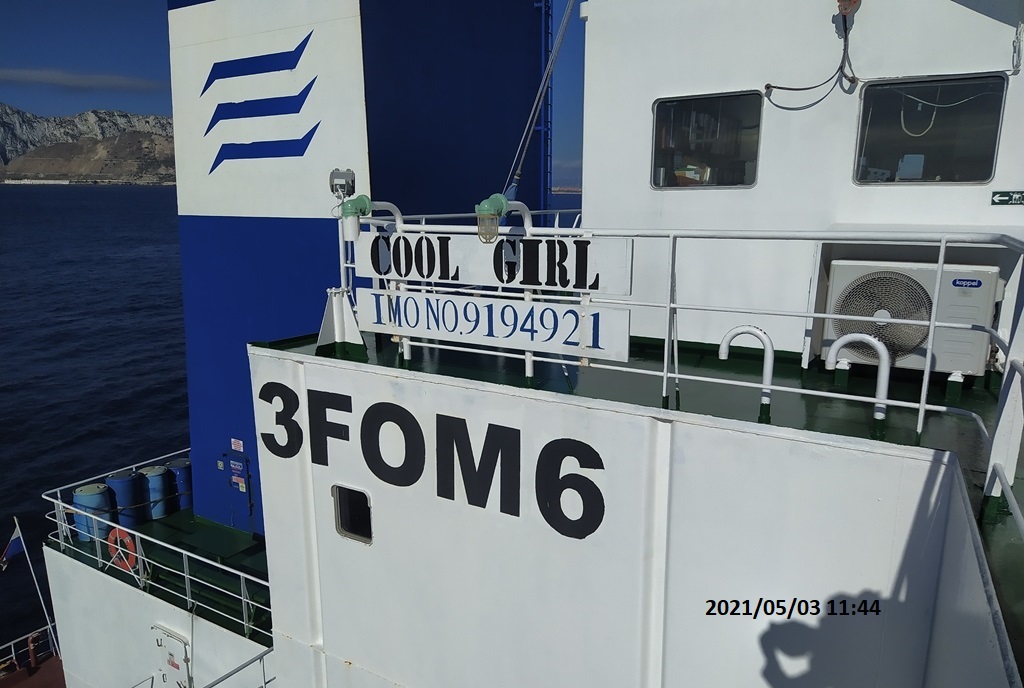 COOL GIRL
IMO NO.9194921
koppel
3FOM6
2021/05/03 11:44